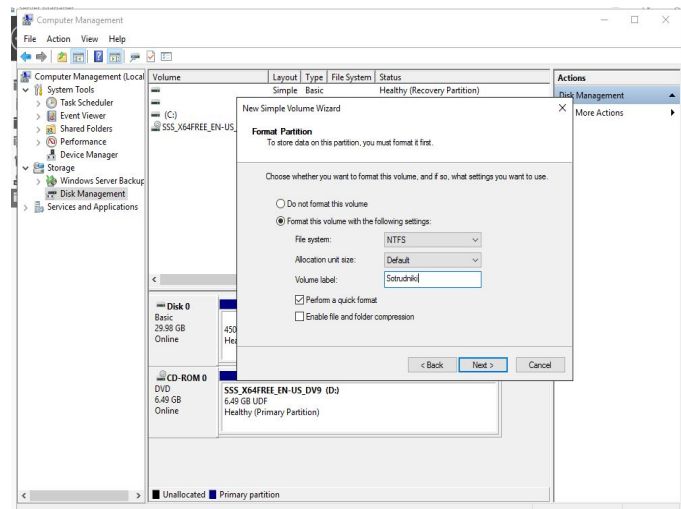 Computer Management
File Action View Help
Computer Management (Local
System Tools
Task Scheduler
Event Viewer
Shared Folders
Performance
Device Manager
Storage
Windows Server Backup
Disk Management
Services and Applications
Volume Layout Type File System Status
Simple Basic Healthy (Recovery Partition)
(C:)
SSS_X64FREE_EN-US_
New Simple Volume Wizard
Format Partition
To store data on this partition, you must format it first.
Choose whether you want to format this volume, and if so, what settings you want to use.
Do not format this volume
Format this volume with the following settings:
File system: NTFS
Allocation unit size: Default
Volume label: Sotrudniki
Perform a quick format
Enable file and folder compression
< Back Next > Cancel
Disk 0
Basic
29.98 GB
Online
450
Hea
CD-ROM 0
DVD
6.49 GB
Online
SSS_X64FREE_EN-US_DV9 (D:)
6.49 GB UDF
Healthy (Primary Partition)
Unallocated Primary partition
Actions
Disk Management
More Actions